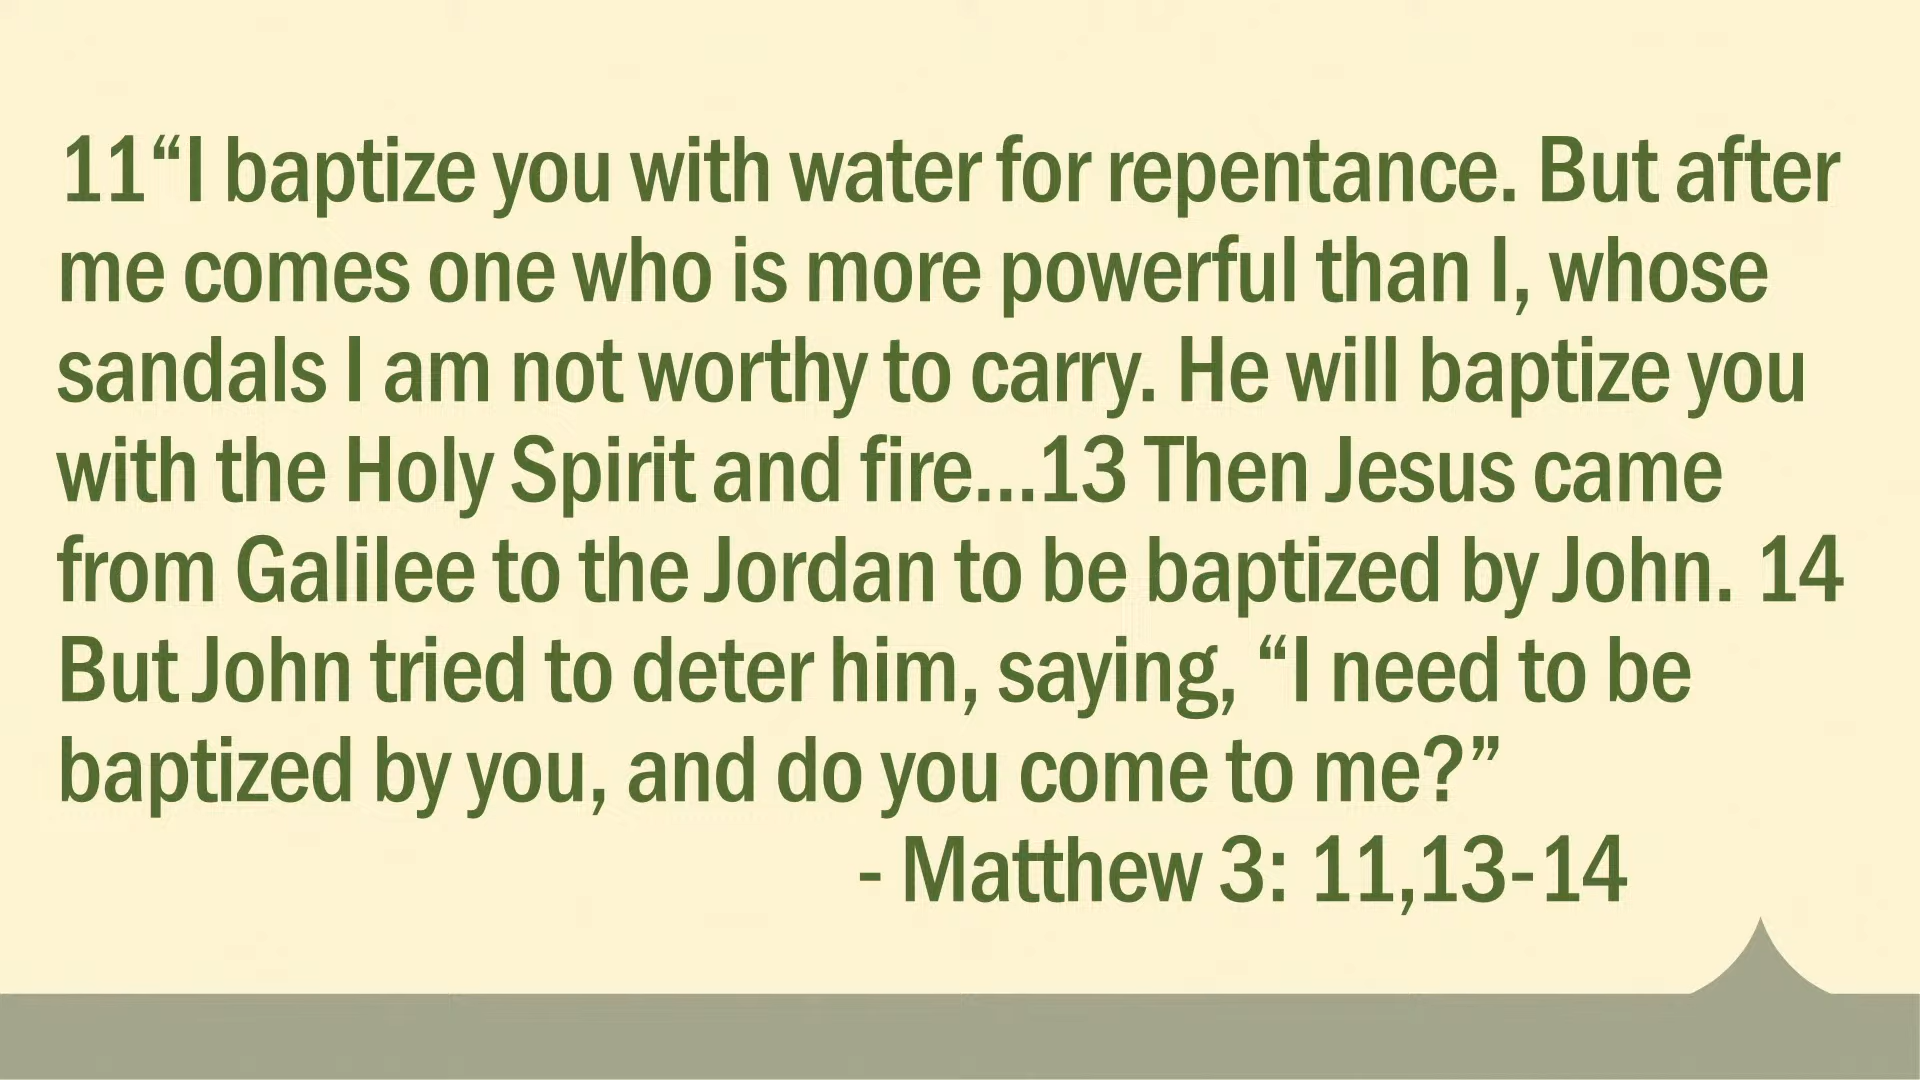 11“I baptize you with water for repentance. But after
me comes one who is more powerful than I, whose
sandals I am not worthy to carry. He will baptize you
with the Holy Spirit and fire...13 Then Jesus came
from Galilee to the Jordan to be baptized by John. 14
But John tried to deter him, saying, “I need to be
baptized by you, and do you come to me?”
- Matthew 3: 11,13-14